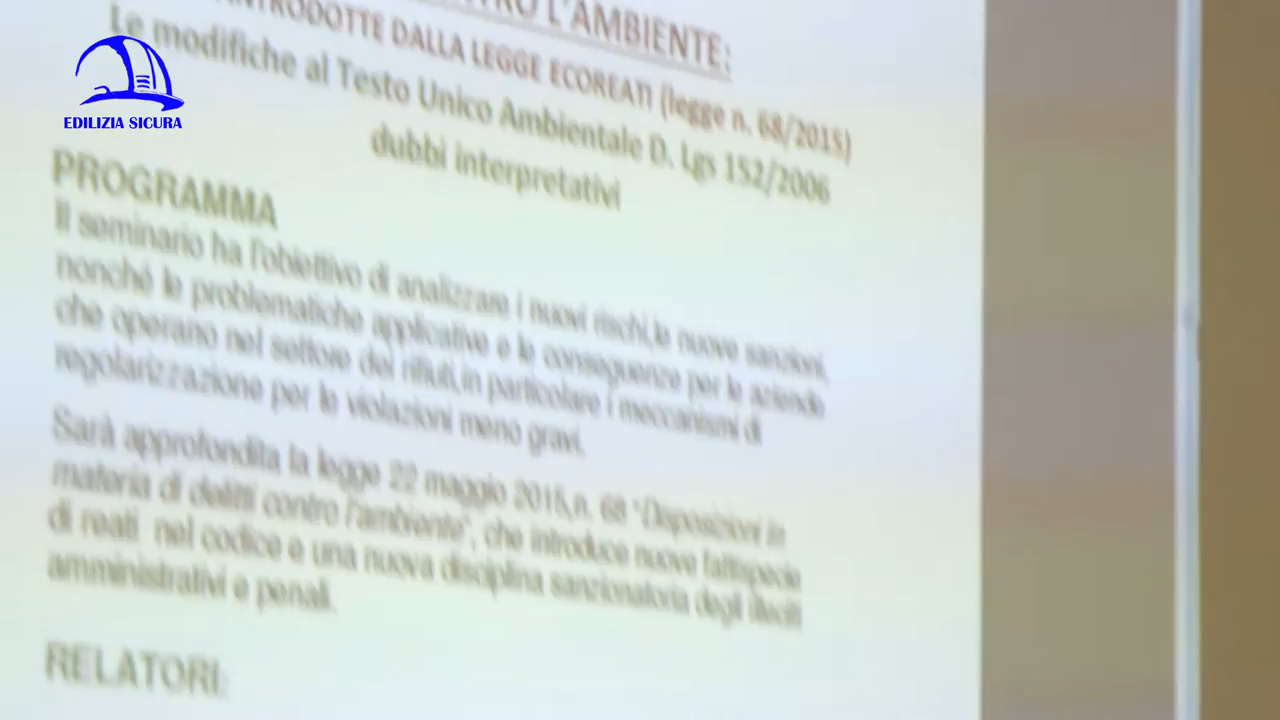 L'AMBIENTE:
INTRODOTTE DALLA LEGGE ECOREATI (legge n. 68/2015)
Le modifiche al Testo Unico Ambientale D. Lgs 152/2006
dubbi interpretativi
EDILIZIA SICURA
PROGRAMMA
Il seminario ha l'obiettivo di analizzare i nuovi rischi,le nuove sanzioni,
nonché le problematiche applicative e le conseguenze per le aziende
che operano nel settore dei rifiuti,in particolare i meccanismi di
regolarizzazione per le violazioni meno gravi.
Sarà approfondita la legge 22 maggio 2015,n. 68 "Disposizioni in
materia di delitti contro l'ambiente", che introduce nuove fattispecie
di reati nel codice e una nuova disciplina sanzionatoria degli illeciti
amministrativi e penali.
RELATORI: